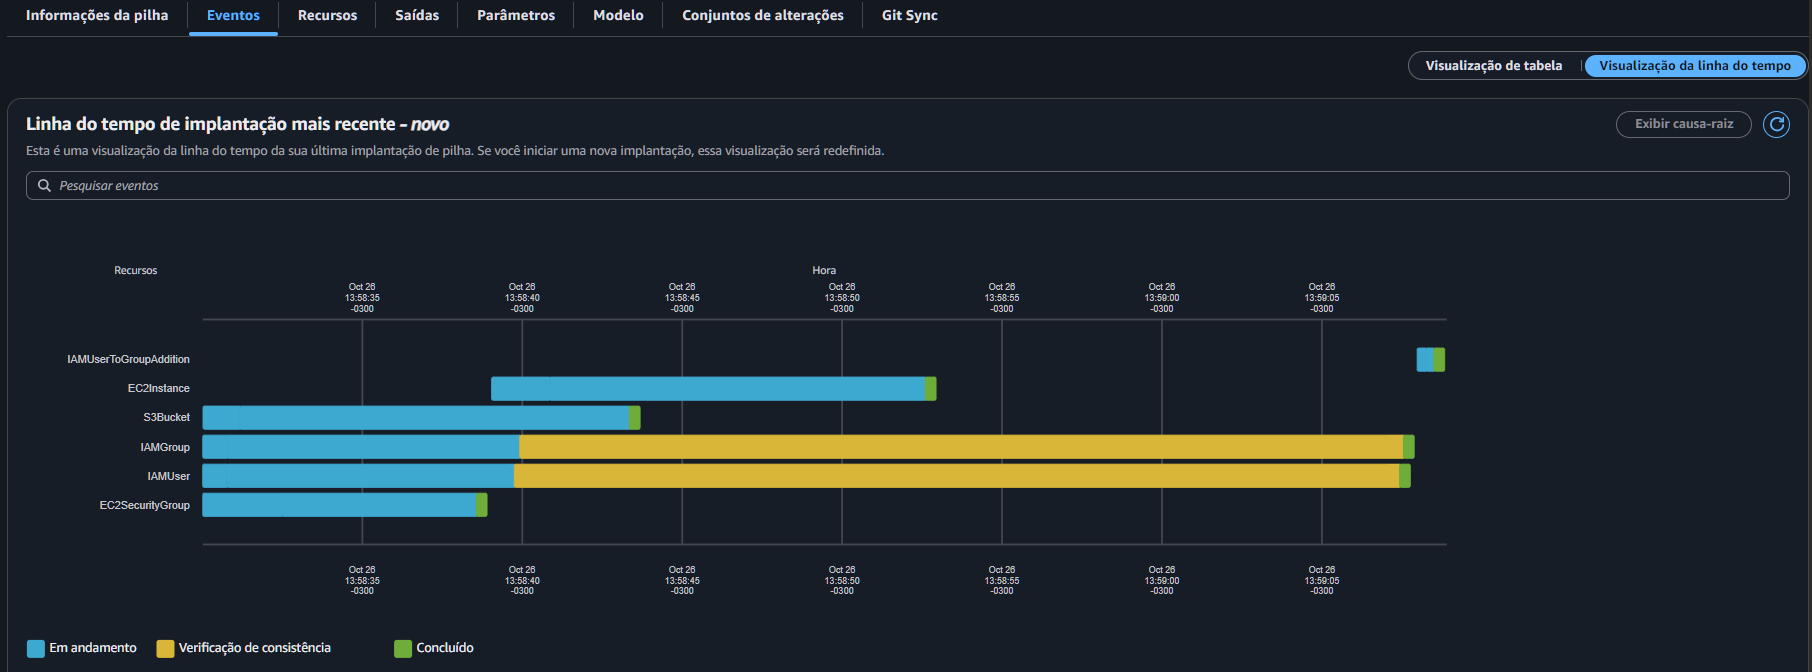 Informações da pilha Eventos Recursos Saídas Parâmetros Modelo Conjuntos de alterações Git Sync
Visualização de tabela Visualização da linha do tempo
Linha do tempo de implantação mais recente - novo
Exibir causa-raiz
Esta é uma visualização da linha do tempo da sua última implantação de pilha. Se você iniciar uma nova implantação, essa visualização será redefinida.
Pesquisar eventos
Recursos Hora
Oct 26 Oct 26 Oct 26 Oct 26 Oct 26 Oct 26 Oct 26
13:58:35 13:58:40 13:58:45 13:58:50 13:58:55 13:59:00 13:59:05
-0300 -0300 -0300 -0300 -0300 -0300 -0300
IAMUserToGroupAddition
EC2Instance
S3Bucket
IAMGroup
IAMUser
EC2SecurityGroup
Oct 26 Oct 26 Oct 26 Oct 26 Oct 26 Oct 26 Oct 26
13:58:35 13:58:40 13:58:45 13:58:50 13:58:55 13:59:00 13:59:05
-0300 -0300 -0300 -0300 -0300 -0300 -0300
Em andamento Verificação de consistência Concluído